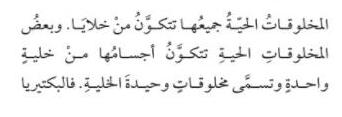 المخلوقاتُ الحيّةُ جميعُها تتكوَّنُ منْ خلايَا. وبعضُ
المخلوقاتِ الحيةِ تتكوَّنُ أجسامُها مـنْ خليةٍ
واحدةٍ وتسمَّى مخلوقاتٍ وحيدةَ الخليةِ. فالبكتيريا